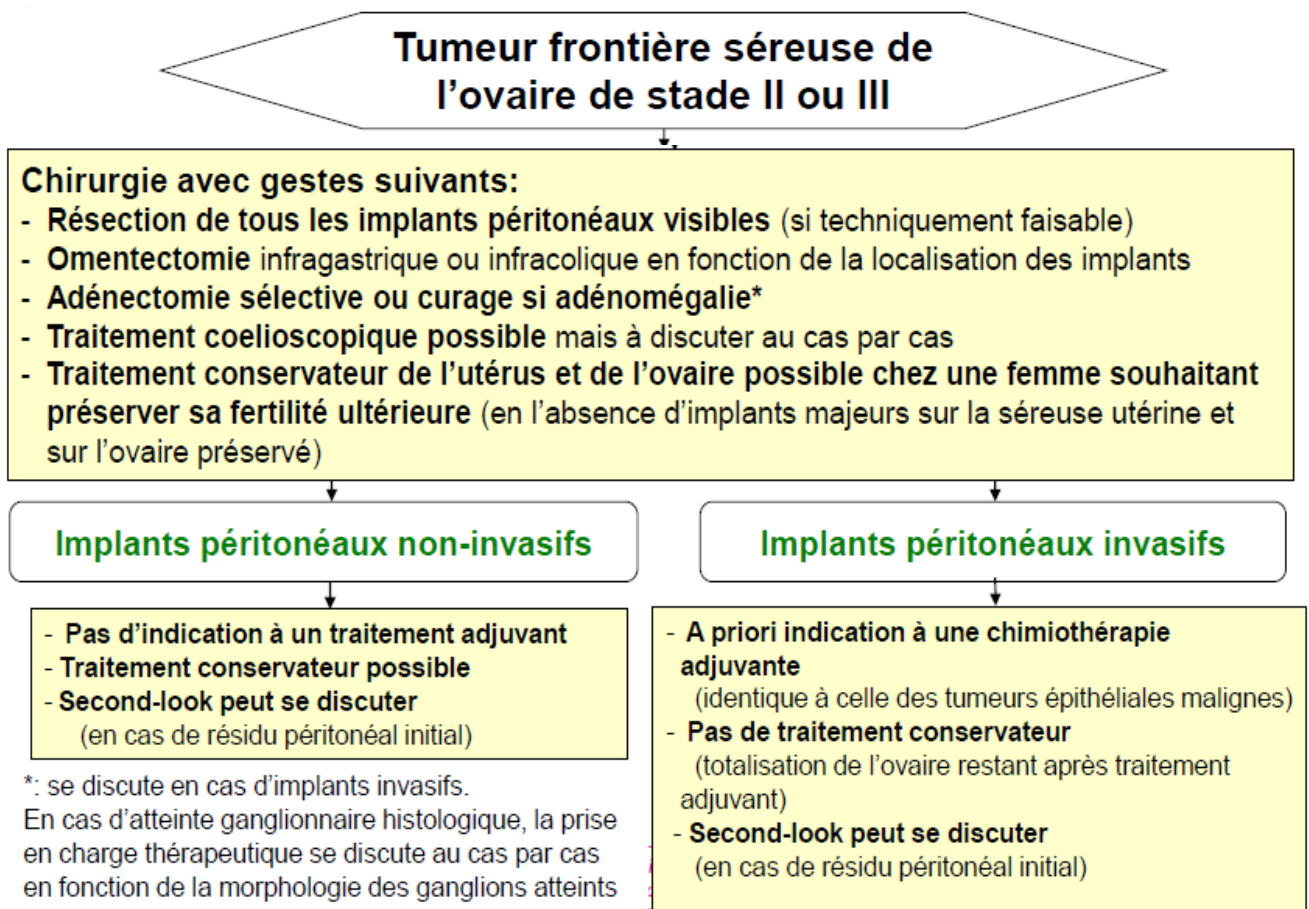 Tumeur frontière séreuse de
l'ovaire de stade II ou III
Chirurgie avec gestes suivants:
- Résection de tous les implants péritonéaux visibles (si techniquement faisable)
- Omentectomie infragastrique ou infracolique en fonction de la localisation des implants
- Adénectomie sélective ou curage si adénomégalie*
- Traitement coelioscopique possible mais à discuter au cas par cas
- Traitement conservateur de l'utérus et de l'ovaire possible chez une femme souhaitant
préserver sa fertilité ultérieure (en l'absence d'implants majeurs sur la séreuse utérine et
sur l'ovaire préservé)
Implants péritonéaux non-invasifs
- Pas d'indication à un traitement adjuvant
- Traitement conservateur possible
- Second-look peut se discuter
(en cas de résidu péritonéal initial)
*: se discute en cas d'implants invasifs.
En cas d'atteinte ganglionnaire histologique, la prise
en charge thérapeutique se discute au cas par cas
en fonction de la morphologie des ganglions atteints
Implants péritonéaux invasifs
- A priori indication à une chimiothérapie
adjuvante
(identique à celle des tumeurs épithéliales malignes)
- Pas de traitement conservateur
(totalisation de l'ovaire restant après traitement
adjuvant)
- Second-look peut se discuter
(en cas de résidu péritonéal initial)